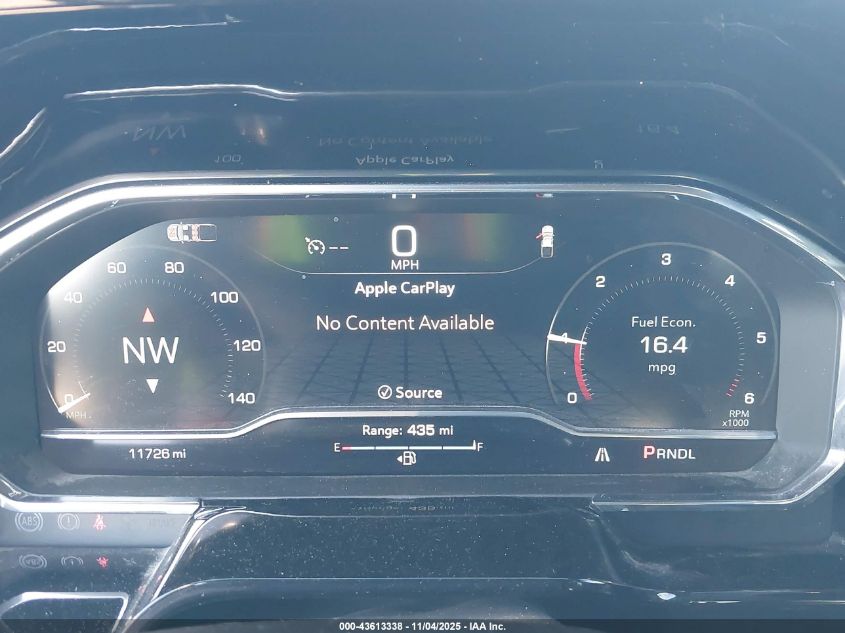 0
MPH
Apple CarPlay
No Content Available
Source
0 20 40 60 80 100 120 140
MPH
NW
0 1 2 3 4 5 6
Fuel Econ.
16.4
mpg
RPM
x1000
Range: 435 mi
E F
11726 mi
PRNDL
ABS
000-43613338 - 11/04/2025 - IAA Inc.